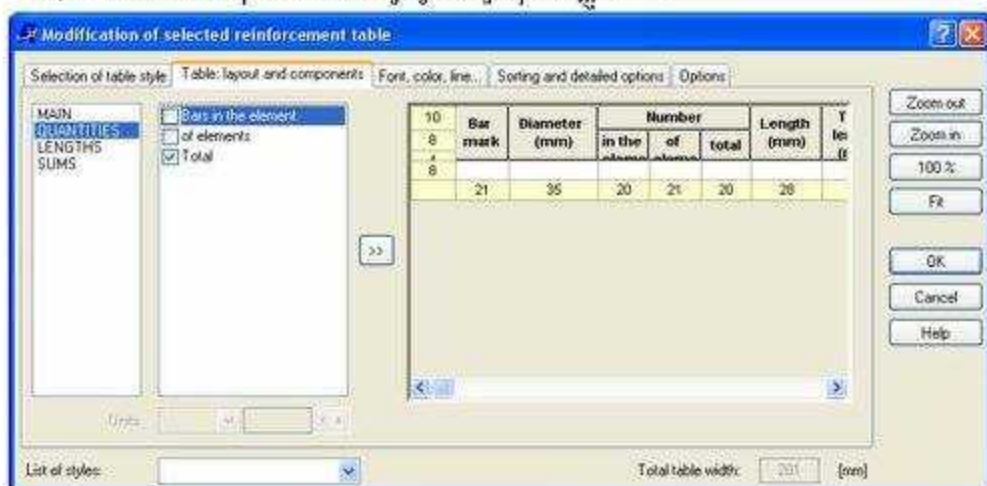 Modification of selected reinforcement table
Selection of table style Table: layout and components Font, color, line... Sorting and detailed options Options
MAIN
QUANTITIES...
LENGTHS
SUMS
Bars in the element
of elements
Total
>>
10 Bar mark Diameter (mm) Number Length (mm)
8 in the of total
8
21 35 20 21 20 28
Zoom out
Zoom in
100 %
Fit
OK
Cancel
Help
Units:
List of styles:
Total table width: 201 [mm]